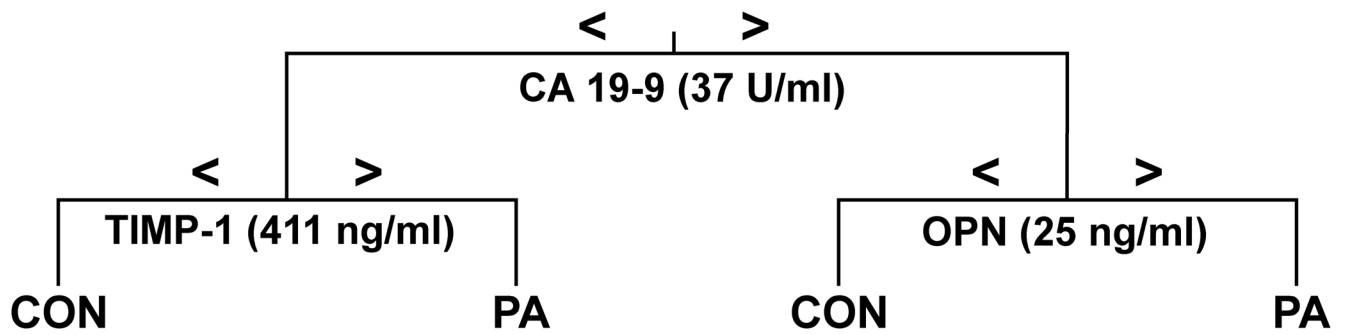 < >
CA 19-9 (37 U/ml)
< > < >
TIMP-1 (411 ng/ml) OPN (25 ng/ml)
CON PA CON PA